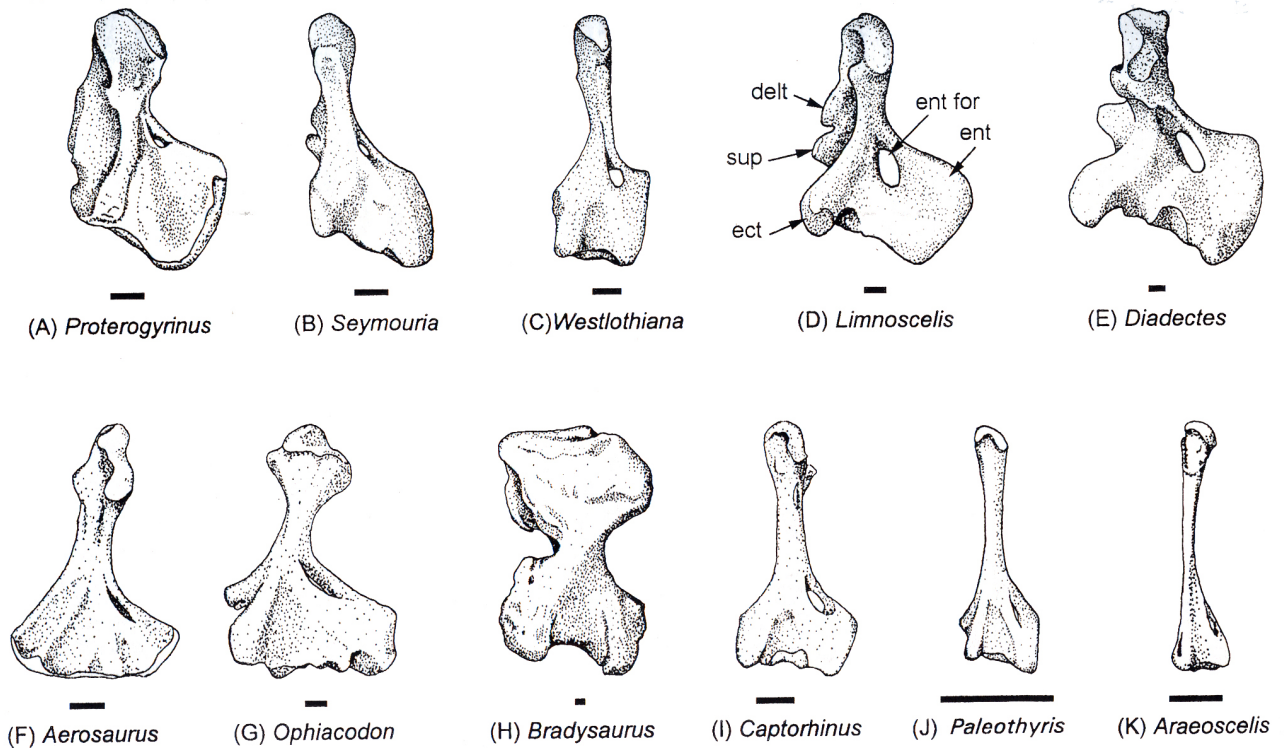 delt
ent for
ent
sup
ect
(A) Proterogyrinus
(B) Seymouria
(C)Westlothiana
(D) Limnoscelis
(E) Diadectes
(F) Aerosaurus
(G) Ophiacodon
(H) Bradysaurus
(I) Captorhinus
(J) Paleothyris
(K) Araeoscelis